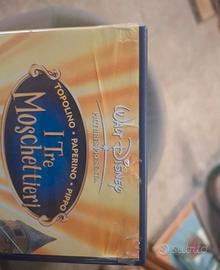 WALT DISNEY
TOPOLINO • PAPERINO • PIPPO
I Tre
Moschettieri